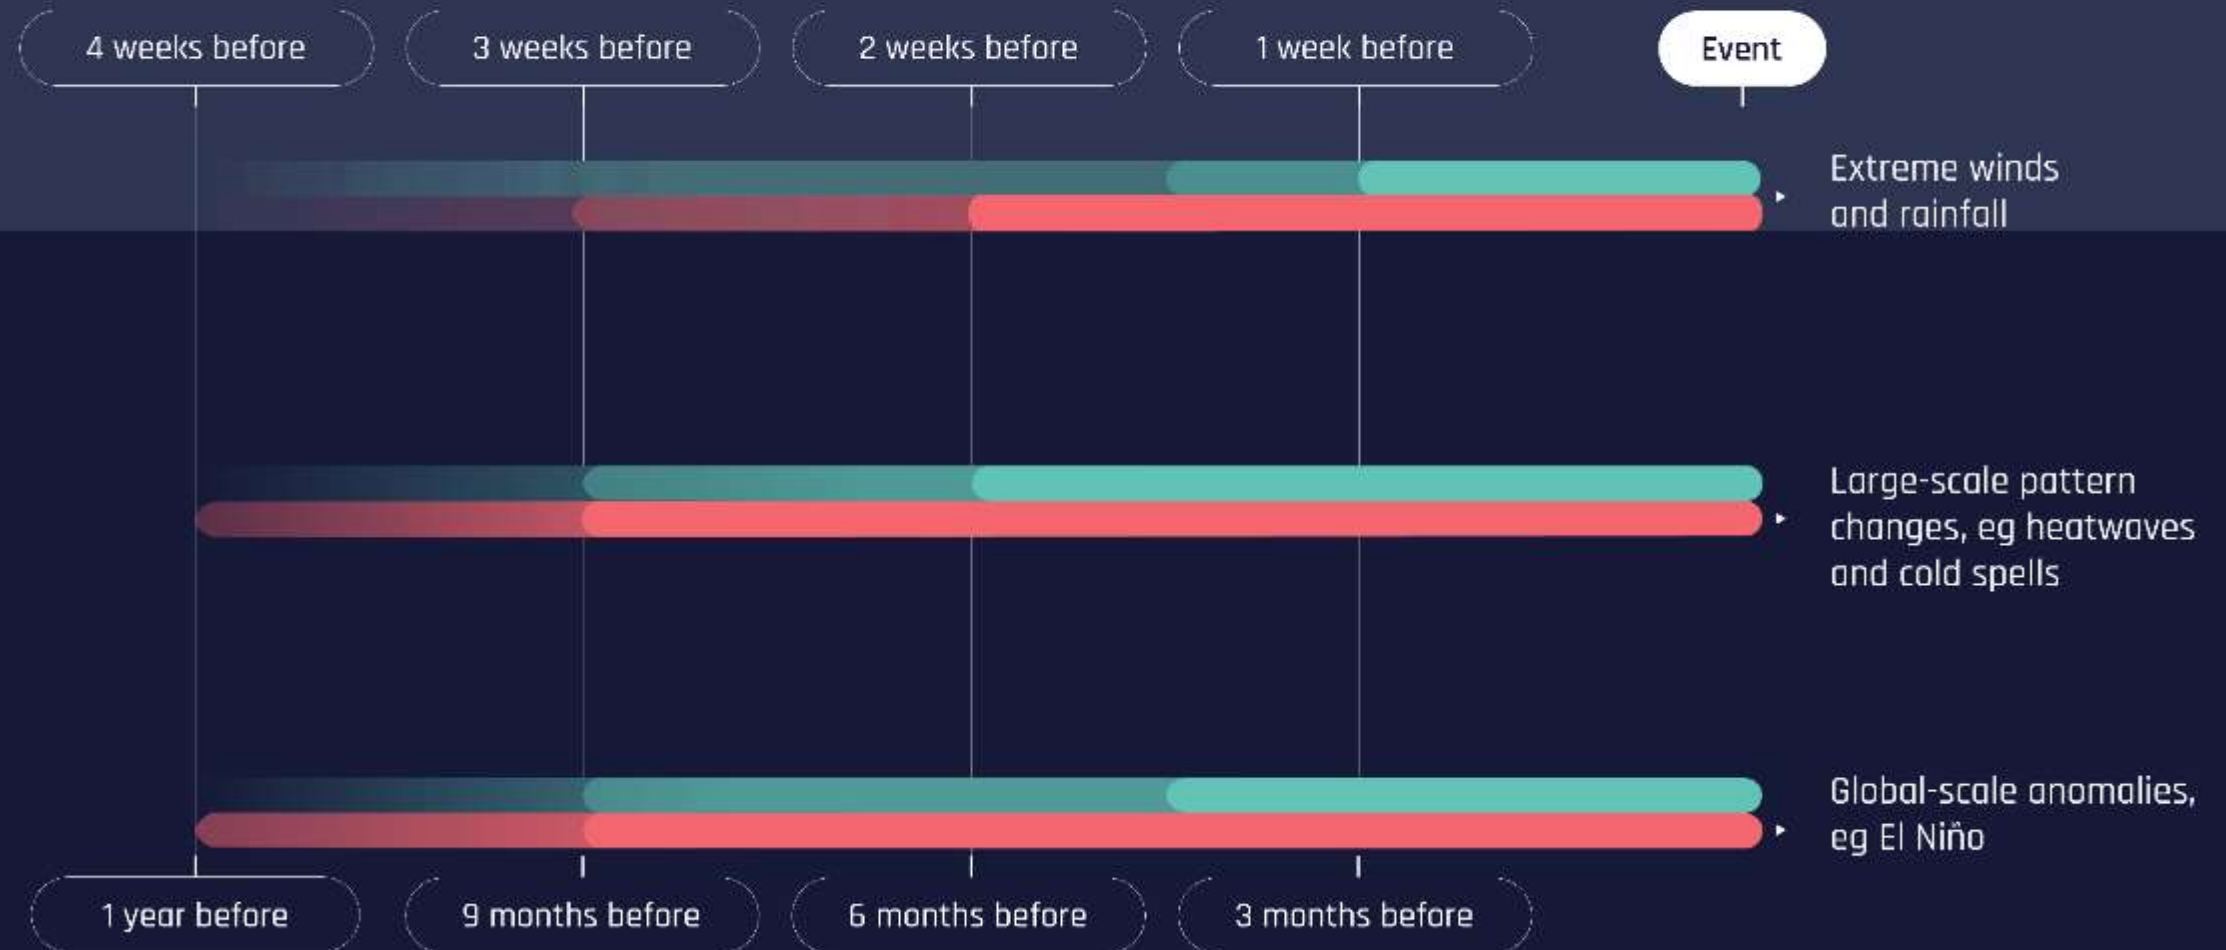 4 weeks before
3 weeks before
2 weeks before
1 week before
Event
Extreme winds
and rainfall
Large-scale pattern
changes, eg heatwaves
and cold spells
Global-scale anomalies,
eg El Niño
1 year before
9 months before
6 months before
3 months before